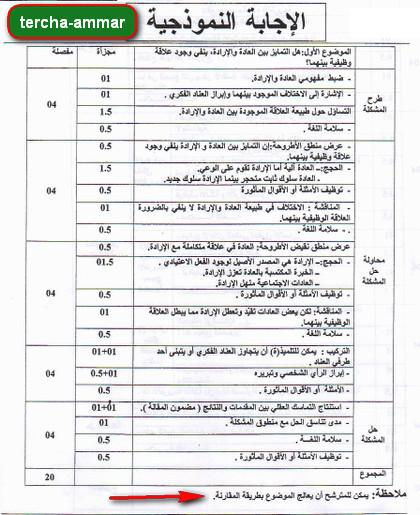 tercha-ammar
الإجابة النموذجية
مجزأة
مفصلة
الموضوع الأول: هل التمايز بين العادة والإرادة، ينفي وجود علاقة
وظيفية بينهما.
طرح
المشكلة
- ضبط مفهومي العادة والإرادة.
01
- الإشارة إلى الاختلاف الموجود بينهما وإبراز العناد الفكري .
01
- التساؤل حول طبيعة العلاقة الموجودة بين العادة والإرادة.
1.5
- سلامة اللغة .
0.5
04
محاولة
حل
المشكلة
- عرض منطق الأطروحة: إن التمايز بين العادة و الإرادة ينفي وجود
علاقة وظيفية بينهما.
0.5
- الحجج:ـ العادة آلية أما الإرادة تقوم على الوعي.
ـ العادة سلوك ثابت متحجر بينما الإرادة سلوك جديد.
1.5
- توظيف الأمثلة أو الأقوال المأثورة
0.5
- المناقشة : الاختلاف في طبيعة العادة والإرادة لا ينفي بالضرورة
العلاقة الوظيفية بينهما.
01
- . سلامة اللغة .
0.5
04
عرض منطق نقيض الأطروحة: العادة في علاقة متكاملة مع الإرادة.
0.5
- الحجج:ـ الإرادة هي المصدر الأصيل لوجود الفعل الاعتيادي .
ـ الخبرة المكتسبة بالعادة تعزز الإرادة.
ـ العادات الاجتماعية منهل الإرادة.
01.5
- توظيف الأمثلة أو الأقوال المأثورة .
0.5
- المناقشة: لكن بعض العادات تقيّد وتعطل الإرادة مما يبطل العلاقة
الوظيفية بينهما.
01
- سلامة اللغة.
0.5
04
التركيب : يمكن للتلميذ(ة) أن يتجاوز العناد الفكري أو يتبنى أحد
طرفي العناد .
01+01
- إبراز الرأي الشخصي وتبريره
0.5+01
- الأمثلة أو الأقوال المأثورة .
0.5
04
حل
المشكلة
- استنتاج التماسك العقلي بين المقدمات والنتائج ( مضمون المقالة ).
01+01
- مدى تناسق الحل مع منطوق المشكلة .
01
- سلامة اللغـــة .
0.5
- توظيف الأمثلة أو الأقوال المأثورة .
0.5
04
المجموع
20
ملاحظة: يمكن للمترشح أن يعالج الموضوع بطريقة المقارنة.